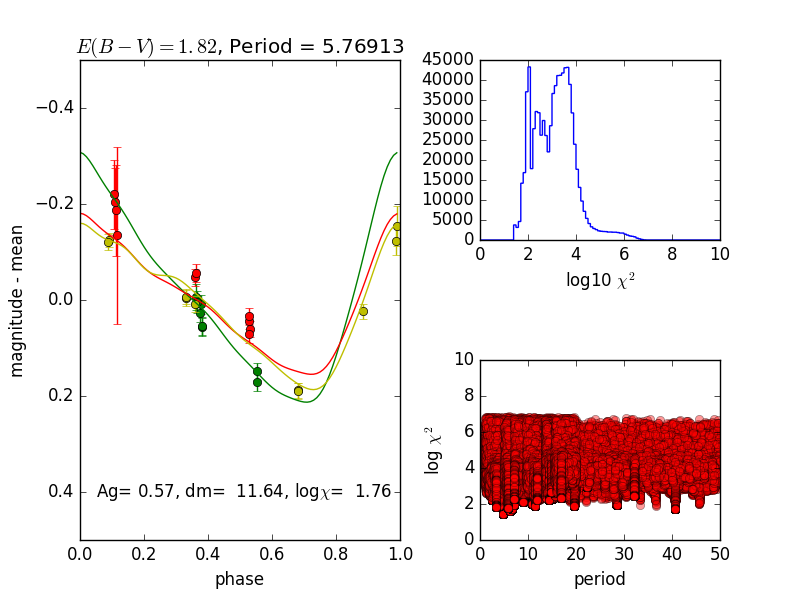 E(B − V) = 1.82, Period = 5.76913
−0.4
−0.2
0.0
0.2
0.4
magnitude - mean
Ag= 0.57, dm= 11.64, logχ= 1.76
0.0 0.2 0.4 0.6 0.8 1.0
phase
45000
40000
35000
30000
25000
20000
15000
10000
5000
0
0 2 4 6 8 10
log10 χ²
10
8
6
4
2
0
log χ²
0 10 20 30 40 50
period